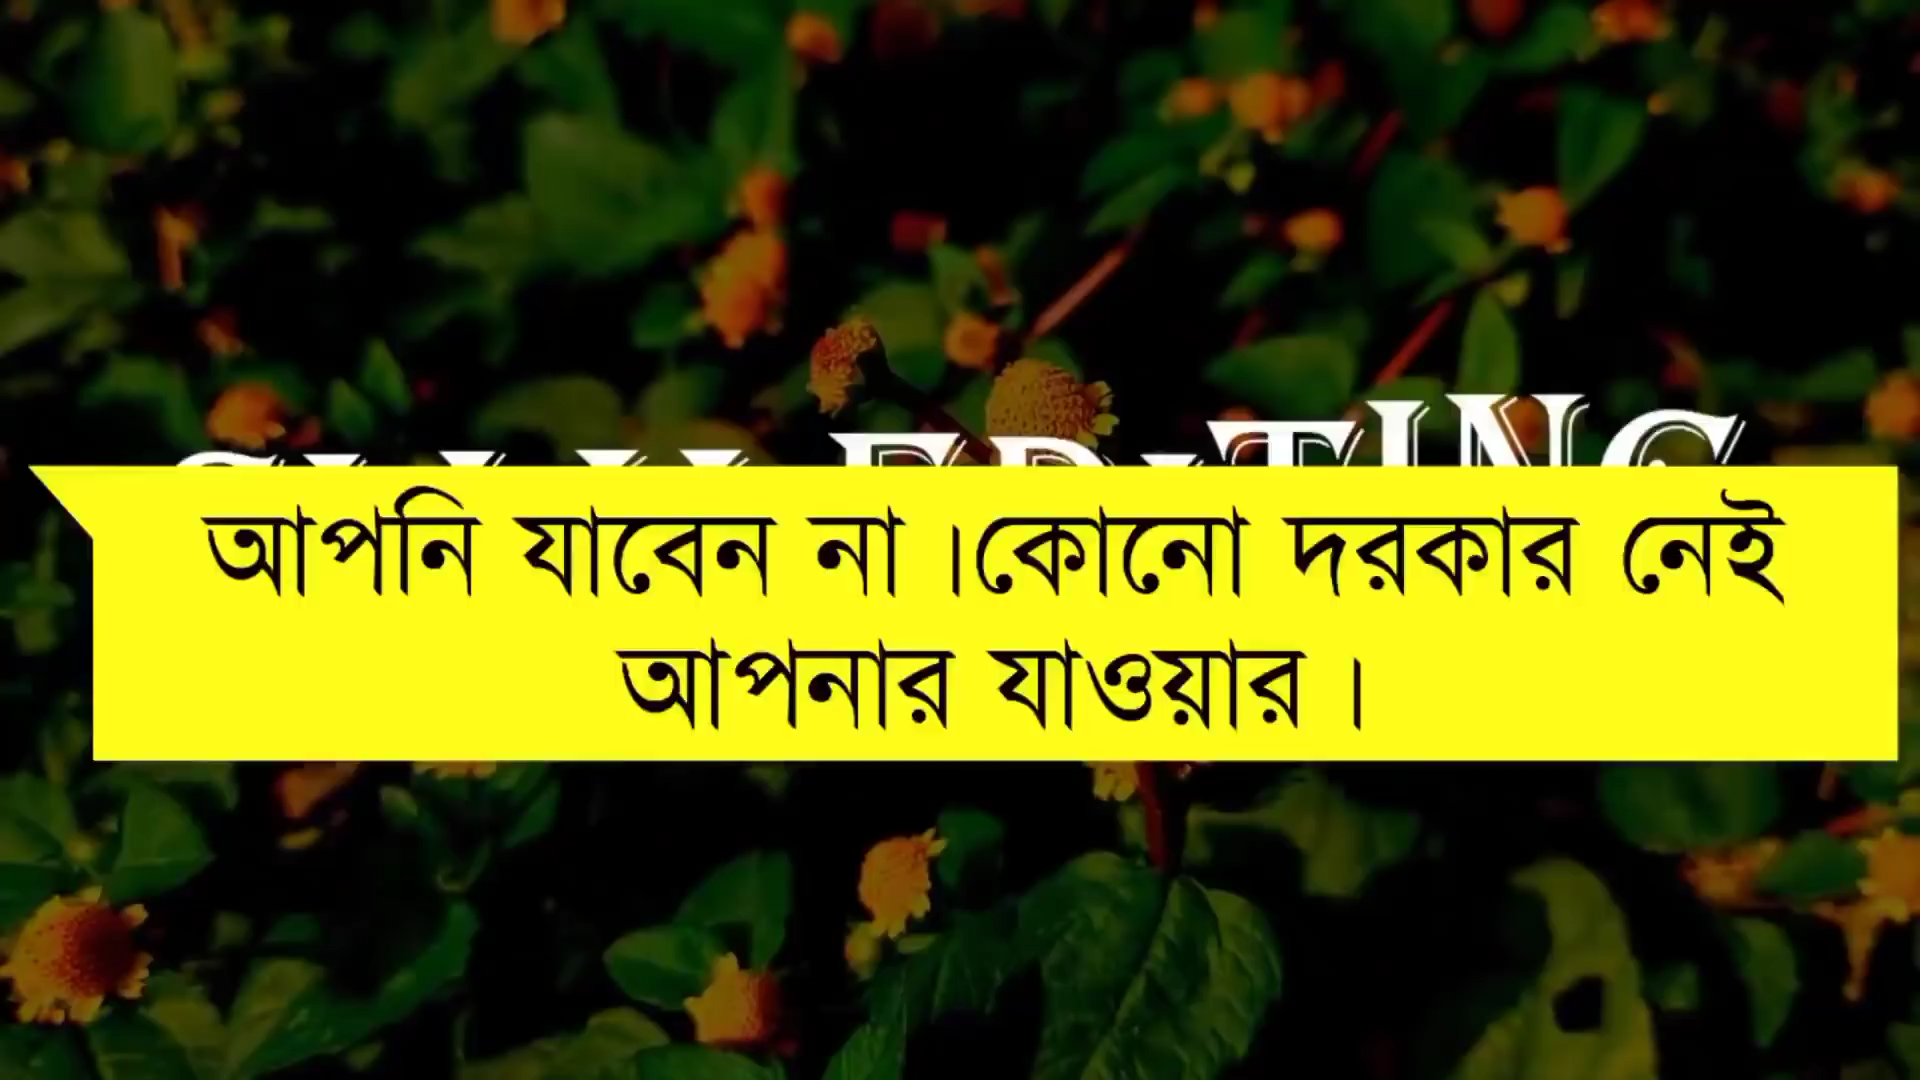 আপনি যাবেন না।কোনো দরকার নেই
আপনার যাওয়ার।